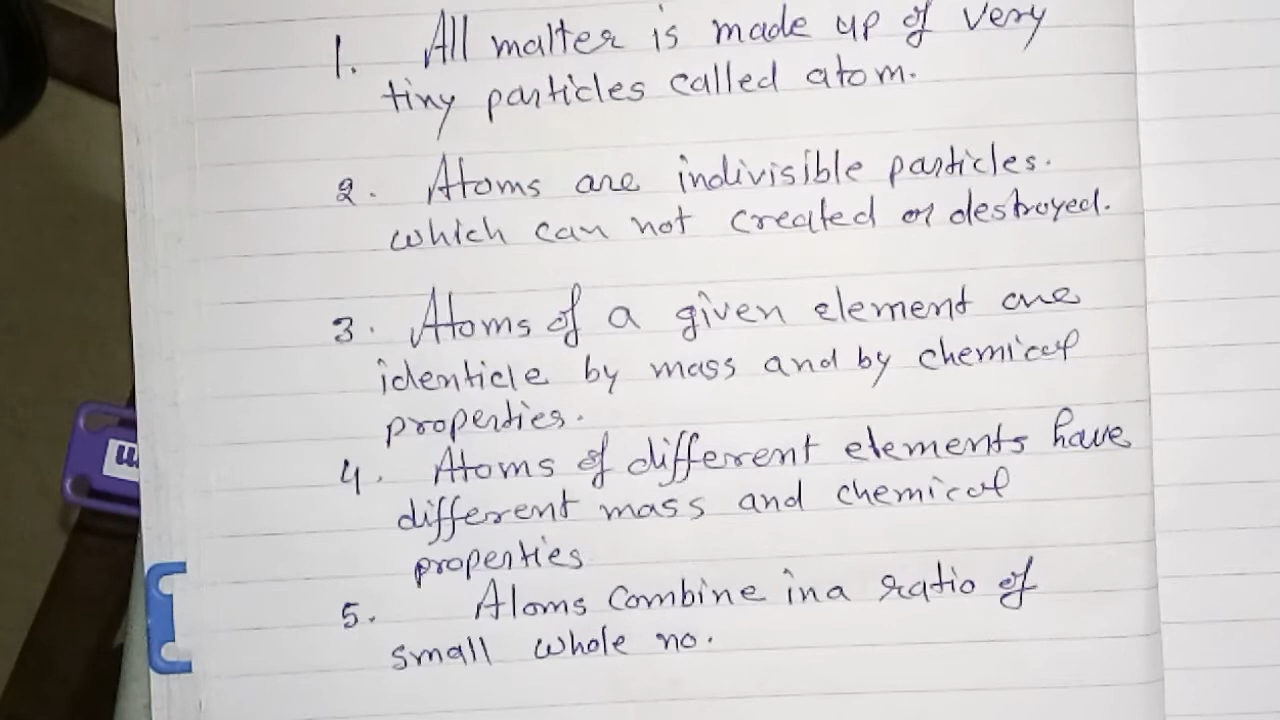 1. All matter is made up of very
tiny particles called atom.
2. Atoms are indivisible particles.
which can not created or destroyed.
3. Atoms of a given element are
identicle by mass and by chemical
properties.
4. Atoms of different elements have
different mass and chemical
properties
5. Atoms combine in a ratio of
small whole no.